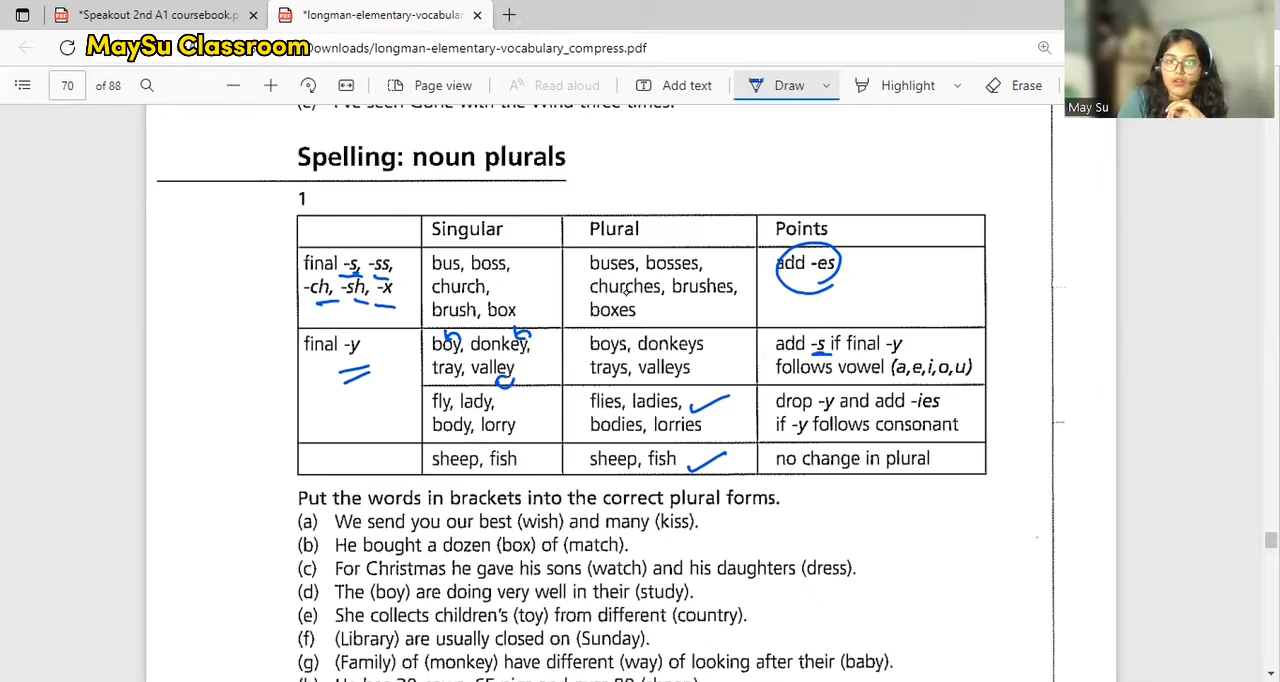 *Speakout 2nd A1 coursebook.p
*longman-elementary-vocabular
MaySu Classroom
Downloads/longman-elementary-vocabulary_compress.pdf
70 of 88
Page view
Read aloud
Add text
Draw
Highlight
Erase
May Su
(e) I've seen Gone with the Wind three times.
Spelling: noun plurals
1
Singular Plural Points
final -s, -ss, bus, boss, buses, bosses, add -es
-ch, -sh, -x church, churches, brushes,
brush, box boxes
final -y boy, donkey, boys, donkeys add -s if final -y
tray, valley trays, valleys follows vowel (a,e,i,o,u)
fly, lady, flies, ladies, drop -y and add -ies
body, lorry bodies, lorries if -y follows consonant
sheep, fish sheep, fish no change in plural
Put the words in brackets into the correct plural forms.
(a) We send you our best (wish) and many (kiss).
(b) He bought a dozen (box) of (match).
(c) For Christmas he gave his sons (watch) and his daughters (dress).
(d) The (boy) are doing very well in their (study).
(e) She collects children's (toy) from different (country).
(f) (Library) are usually closed on (Sunday).
(g) (Family) of (monkey) have different (way) of looking after their (baby).